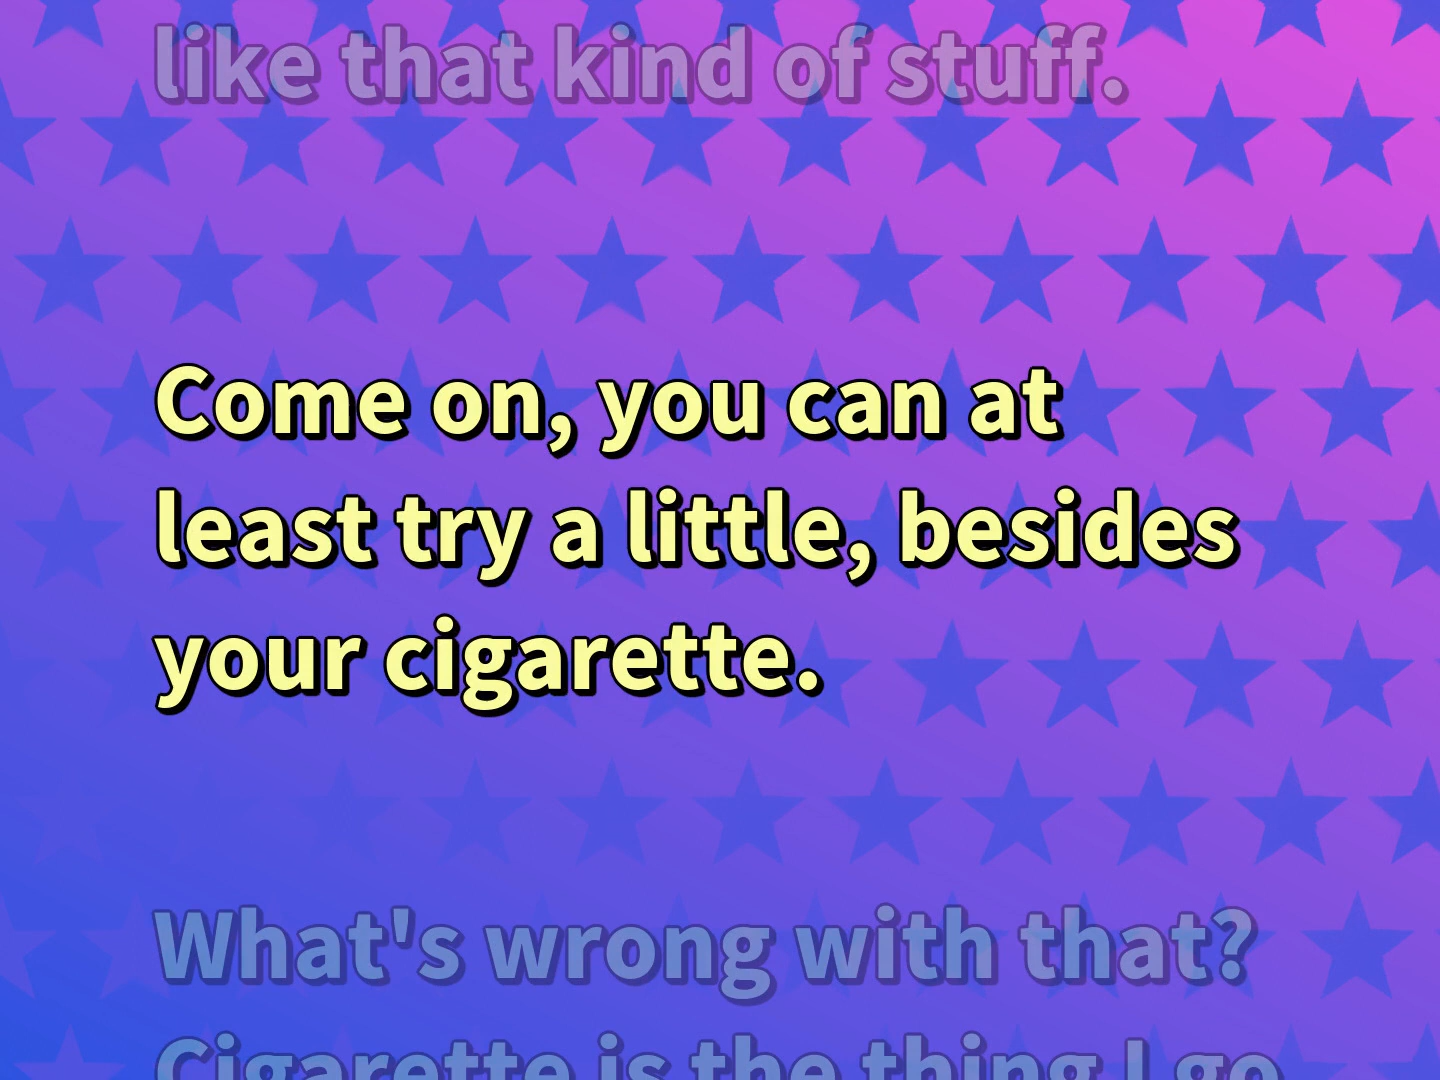 like that kind of stuff.
Come on, you can at
least try a little, besides
your cigarette.
What's wrong with that?
Cigarette is the thing I go